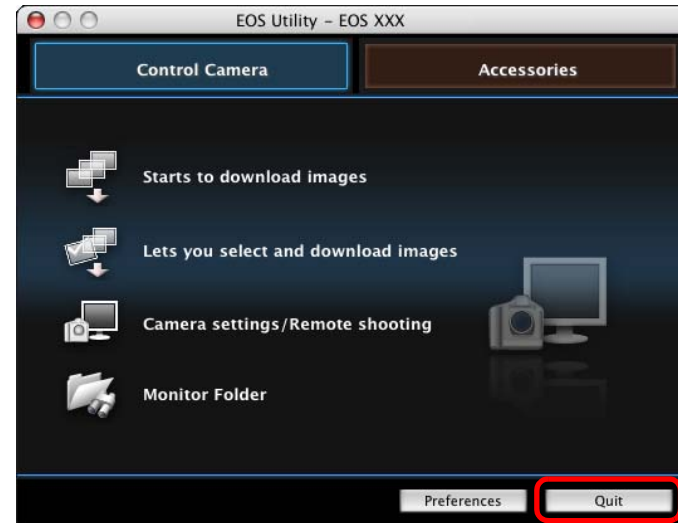 EOS Utility - EOS XXX
Control Camera Accessories
Starts to download images
Lets you select and download images
Camera settings/Remote shooting
Monitor Folder
Preferences Quit